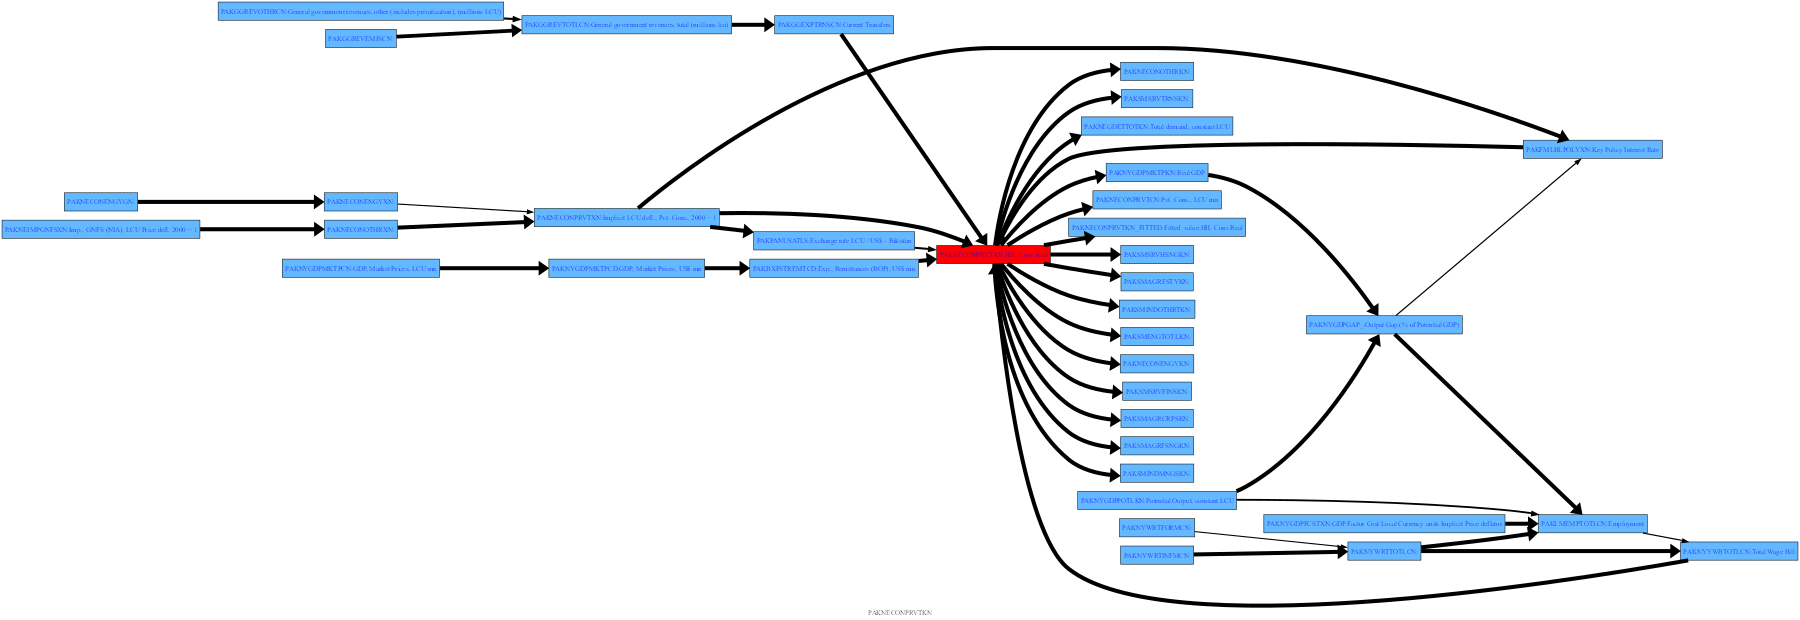 PAKGGREVOTHRCN:General government revenues, other (includes privatization), (millions LCU)
PAKGGREVTOTLCN:General government revenues, total (millions lcu)
PAKGGEXPTRNSCN:Current Transfers
PAKGGREVEMISCN
PAKNECONOTHRKN
PAKSMSRVTRNSKN
PAKNEGDETTOTKN:Total demand, constant LCU
PAKFMLBLPOLYXN:Key Policy Interest Rate
PAKNYGDPMKTPKN:Real GDP
PAKNECONENGYGN
PAKNECONENGYXN
PAKNECONPRVTCN:Pvt. Cons., LCU mn
PAKNECONPRVTXN:Implicit LCU defl., Pvt. Cons., 2000 = 1
PAKNEIMPGNFSXN:Imp., GNFS (NIA), LCU Price defl. 2000 = 1
PAKNECONOTHRXN
PAKNECONPRVTKN_FITTED:Fitted value:HH. Cons Real
PAKPANUSATLS:Exchange rate LCU / US$ - Pakistan
PAKSMSRVHSNGKN
PAKNYGDPMKTPCN:GDP, Market Prices, LCU mn
PAKNYGDPMKTPCD:GDP, Market Prices, US$ mn
PAKBXFSTREMTCD:Exp., Remittances (BOP), US$ mn
PAKSMAGRFSTYKN
PAKSMINDOTHRTKN
PAKNYGDPGAP_:Output Gap (% of Potential GDP)
PAKSMENGTOTLKN
PAKNECONENGYKN
PAKSMSRVFINSKN
PAKSMAGRCRPSKN
PAKSMAGRFSNGKN
PAKSMINDMNGSKN
PAKNYGDPPOTLKN:Potential Output, constant LCU
PAKNYWRTFORMCN
PAKNYGDPFCSTXN:GDP Factor Cost Local Currency units Implicit Price deflator
PAKLMEMPTOTLCN:Employment
PAKNYWRTINFMCN
PAKNYWRTTOTLCN
PAKNYYWBTOTLCN:Total Wage Bill
PAKNECONPRVTKN